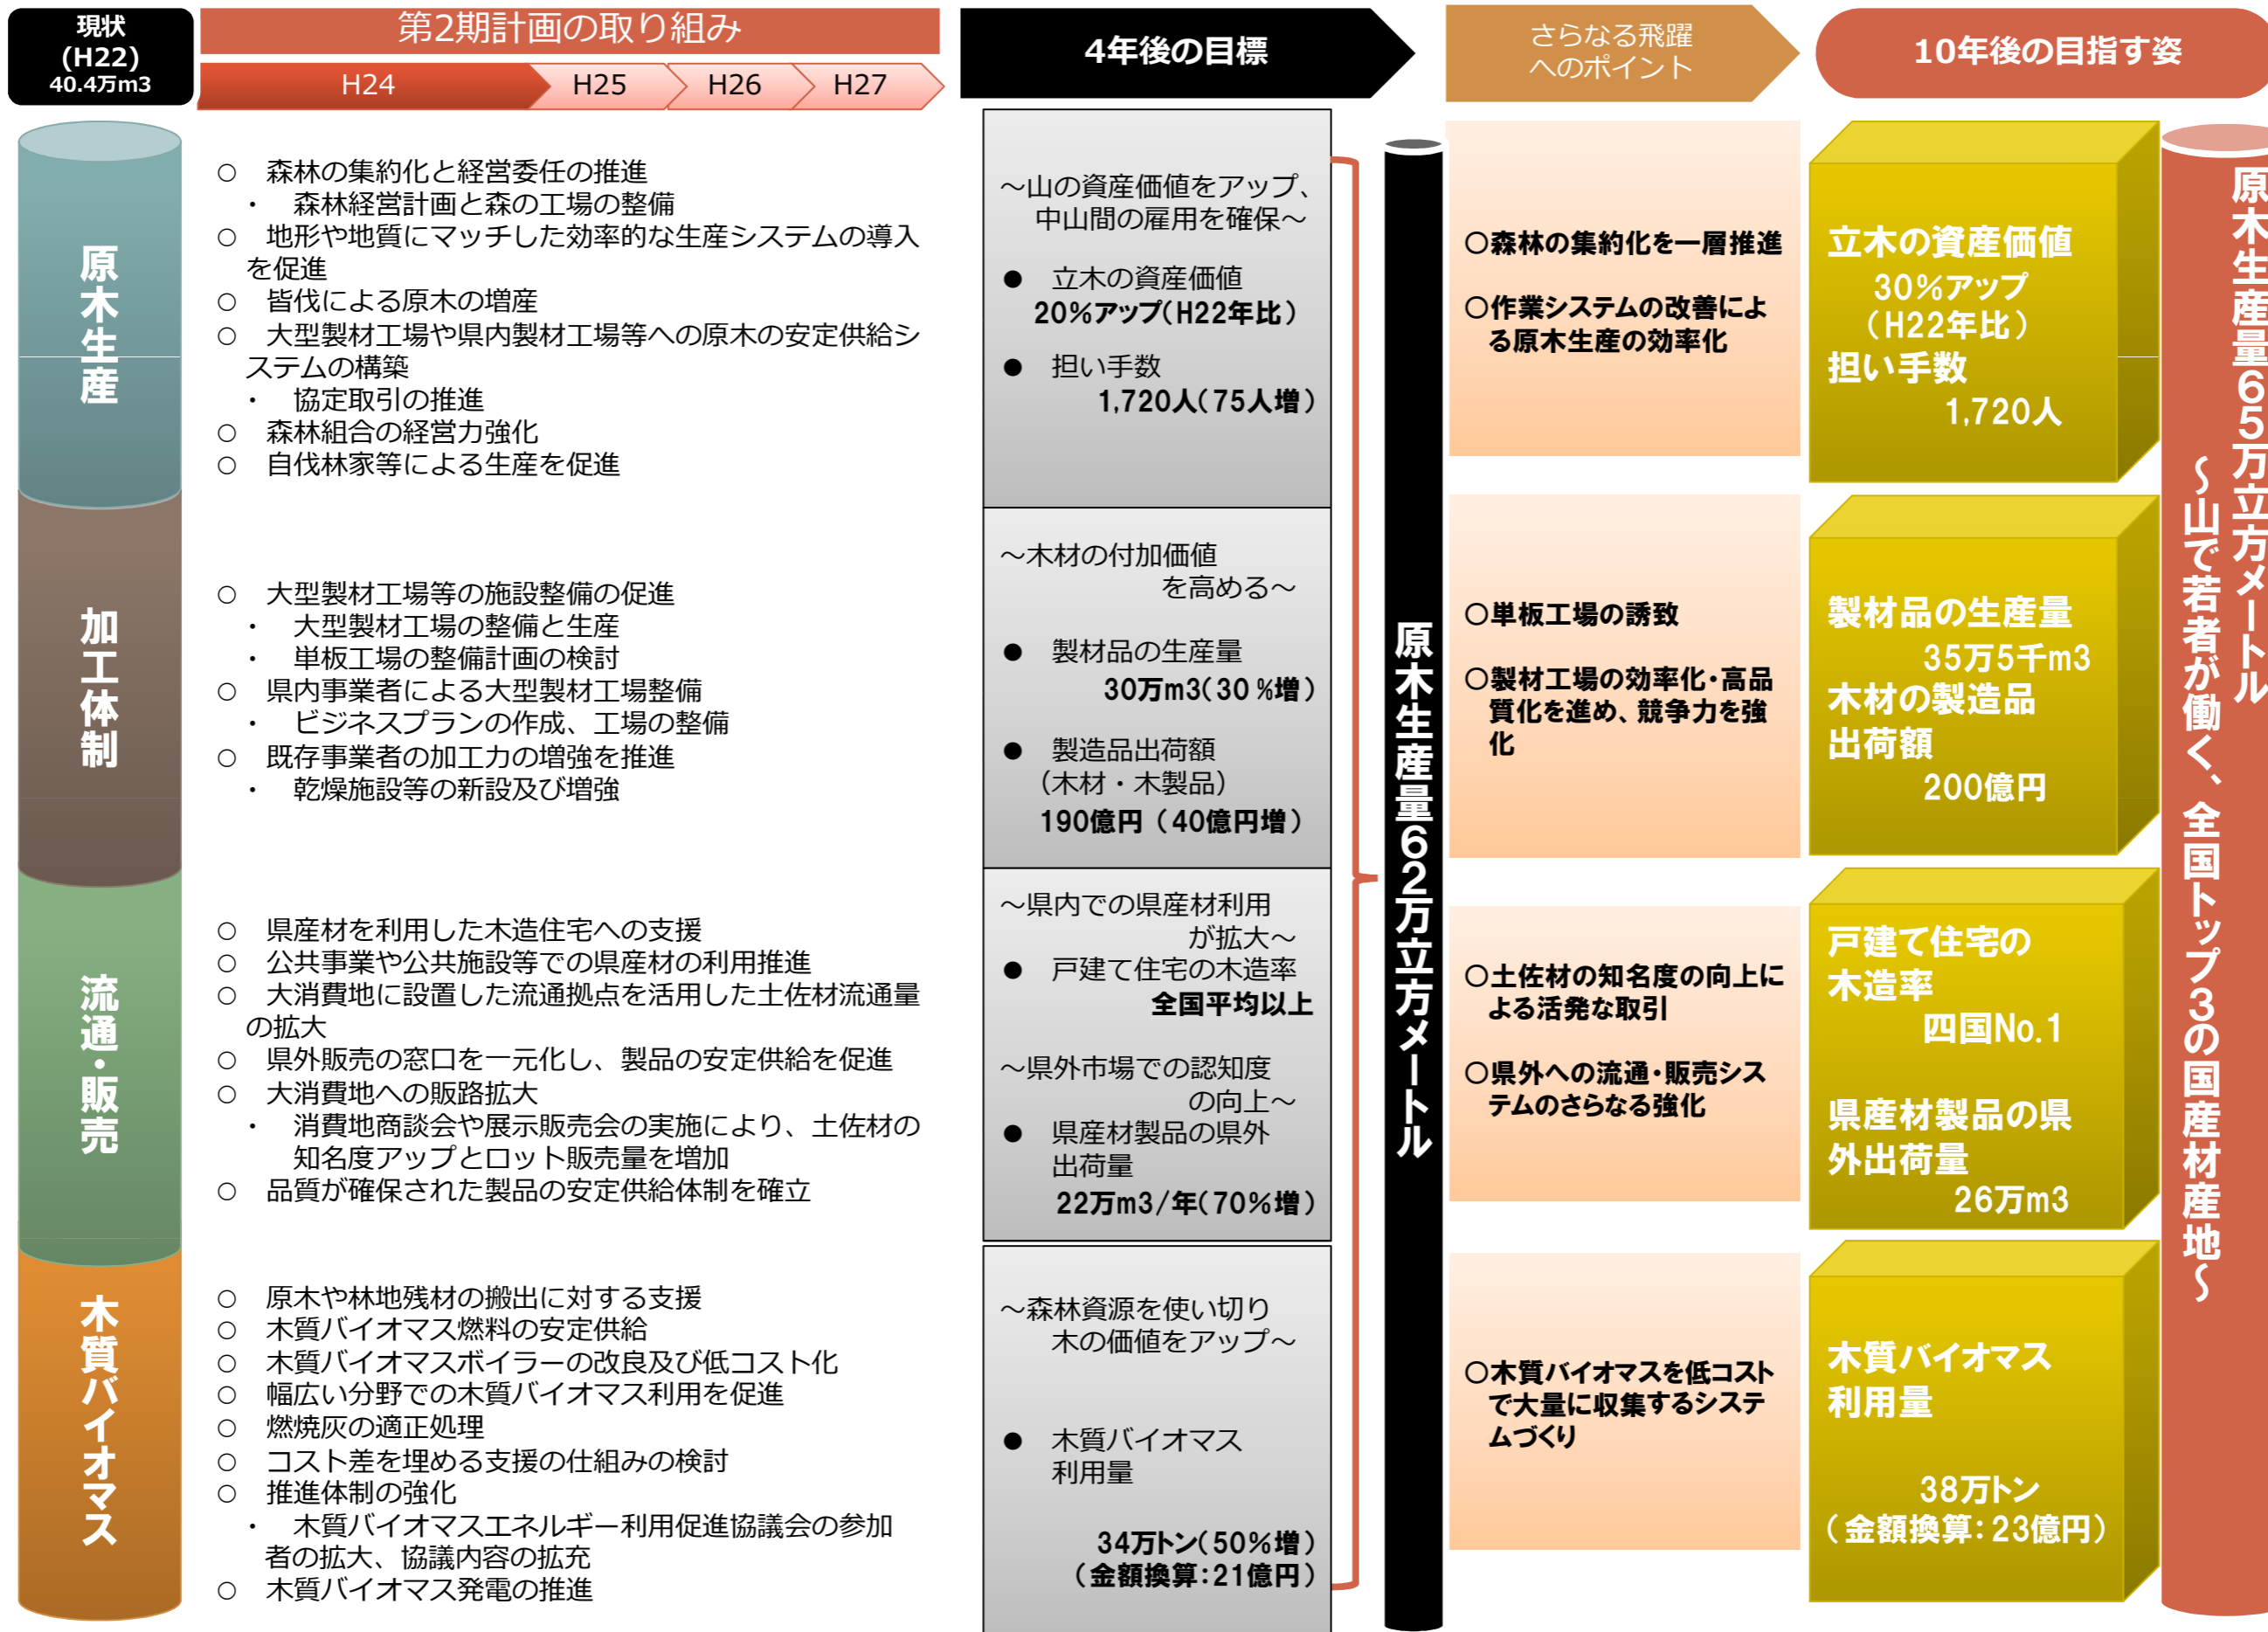 現状
(H22)
40.4万m3
第2期計画の取り組み
H24
H25
H26
H27
4年後の目標
さらなる飛躍
へのポイント
10年後の目指す姿
原木生産
○ 森林の集約化と経営委任の推進
・ 森林経営計画と森の工場の整備
○ 地形や地質にマッチした効率的な生産システムの導入
を促進
○ 皆伐による原木の増産
○ 大型製材工場や県内製材工場等への原木の安定供給シ
ステムの構築
・ 協定取引の推進
○ 森林組合の経営力強化
○ 自伐林家等による生産を促進
～山の資産価値をアップ、
中山間の雇用を確保～
● 立木の資産価値
20%アップ(H22年比)
● 担い手数
1,720人(75人増)
○森林の集約化を一層推進
○作業システムの改善によ
る原木生産の効率化
立木の資産価値
30%アップ
(H22年比)
担い手数
1,720人
加工体制
○ 大型製材工場等の施設整備の促進
・ 大型製材工場の整備と生産
・ 単板工場の整備計画の検討
○ 県内事業者による大型製材工場整備
・ ビジネスプランの作成、工場の整備
○ 既存事業者の加工力の増強を推進
・ 乾燥施設等の新設及び増強
～木材の付加価値
を高める～
● 製材品の生産量
30万m3(30%増)
● 製造品出荷額
(木材・木製品)
190億円(40億円増)
○単板工場の誘致
○製材工場の効率化・高品
質化を進め、競争力を強
化
製材品の生産量
35万5千m3
木材の製造品
出荷額
200億円
流通・販売
○ 県産材を利用した木造住宅への支援
○ 公共事業や公共施設等での県産材の利用推進
○ 大消費地に設置した流通拠点を活用した土佐材流通量
の拡大
○ 県外販売の窓口を一元化し、製品の安定供給を促進
○ 大消費地への販路拡大
・ 消費地商談会や展示販売会の実施により、土佐材の
知名度アップとロット販売量を増加
○ 品質が確保された製品の安定供給体制を確立
～県内での県産材利用
が拡大～
● 戸建て住宅の木造率
全国平均以上
～県外市場での認知度
の向上～
● 県産材製品の県外
出荷量
22万m3/年(70%増)
○土佐材の知名度の向上に
よる活発な取引
○県外への流通・販売シス
テムのさらなる強化
戸建て住宅の
木造率
四国No.1
県産材製品の県
外出荷量
26万m3
木質バイオマス
○ 原木や林地残材の搬出に対する支援
○ 木質バイオマス燃料の安定供給
○ 木質バイオマスボイラーの改良及び低コスト化
○ 幅広い分野での木質バイオマス利用を促進
○ 燃焼灰の適正処理
○ コスト差を埋める支援の仕組みの検討
○ 推進体制の強化
・ 木質バイオマスエネルギー利用促進協議会の参加
者の拡大、協議内容の拡充
○ 木質バイオマス発電の推進
～森林資源を使い切り
木の価値をアップ～
● 木質バイオマス
利用量
34万トン(50%増)
(金額換算:21億円)
○木質バイオマスを低コスト
で大量に収集するシステ
ムづくり
木質バイオマス
利用量
38万トン
(金額換算:23億円)
原木生産量62万立方メートル
原木生産量65万立方メートル
～山で若者が働く、全国トップ3の国産材産地～